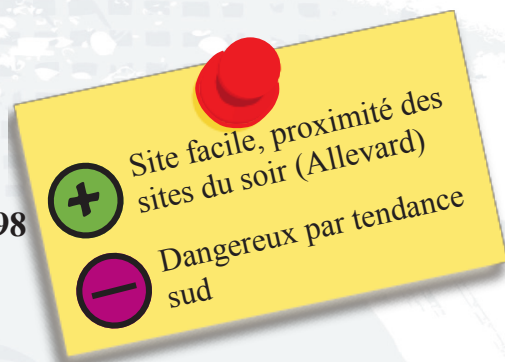 Site facile, proximité des
sites du soir (Allevard)
98
Dangereux par tendance
sud